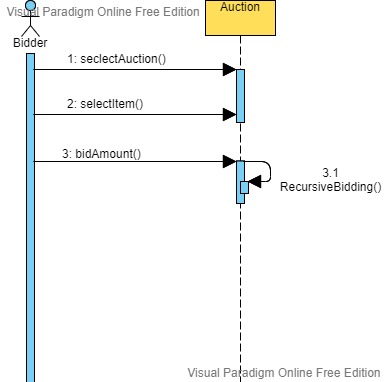 Visual Paradigm Online Free Edition
Auction
Bidder
1: seclectAuction()
2: selectItem()
3: bidAmount()
3.1
RecursiveBidding()
Visual Paradigm Online Free Edition